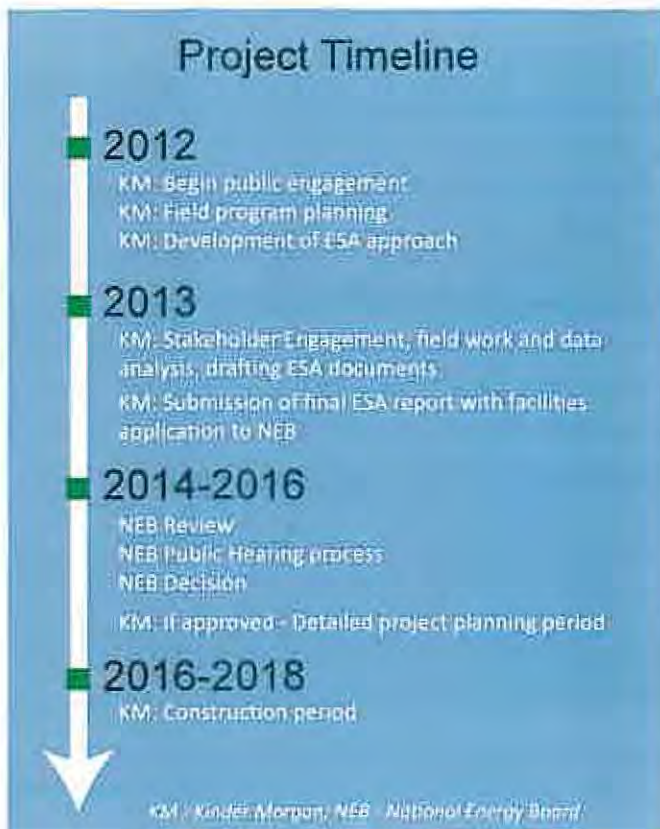 Project Timeline
2012
KM: Begin public engagement
KM: Field program planning
KM: Development of ESA approach
2013
KM: Stakeholder Engagement, field work and data
analysis, drafting ESA documents
KM: Submission of final ESA report with facilities
application to NEB
2014-2016
NEB Review
NEB Public Hearing process
NEB Decision
KM: If approved - Detailed project planning period
2016-2018
KM: Construction period
KM - Kinder Morgan, NEB - National Energy Board